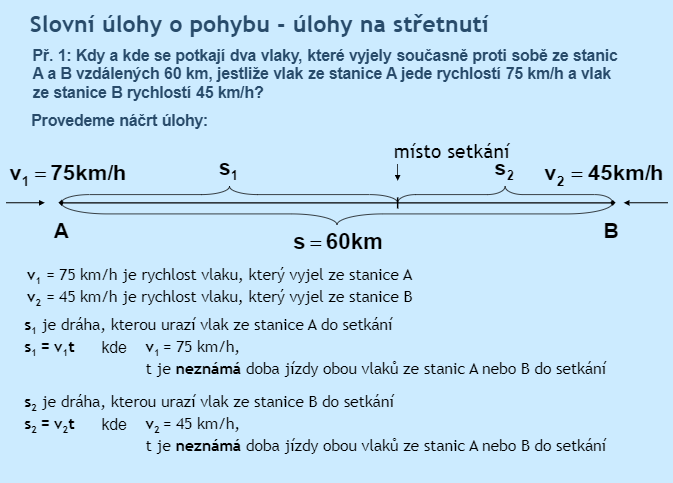 Slovní úlohy o pohybu - úlohy na střetnutí
Př. 1: Kdy a kde se potkají dva vlaky, které vyjely současně proti sobě ze stanic
A a B vzdálených 60 km, jestliže vlak ze stanice A jede rychlostí 75 km/h a vlak
ze stanice B rychlostí 45 km/h?
Provedeme náčrt úlohy:
místo setkání
v₁ = 75km/h s₁ s₂ v₂ = 45km/h
A B
s = 60km
v₁ = 75 km/h je rychlost vlaku, který vyjel ze stanice A
v₂ = 45 km/h je rychlost vlaku, který vyjel ze stanice B
s₁ je dráha, kterou urazí vlak ze stanice A do setkání
s₁ = v₁t kde v₁ = 75 km/h,
t je neznámá doba jízdy obou vlaků ze stanic A nebo B do setkání
s₂ je dráha, kterou urazí vlak ze stanice B do setkání
s₂ = v₂t kde v₂ = 45 km/h,
t je neznámá doba jízdy obou vlaků ze stanic A nebo B do setkání